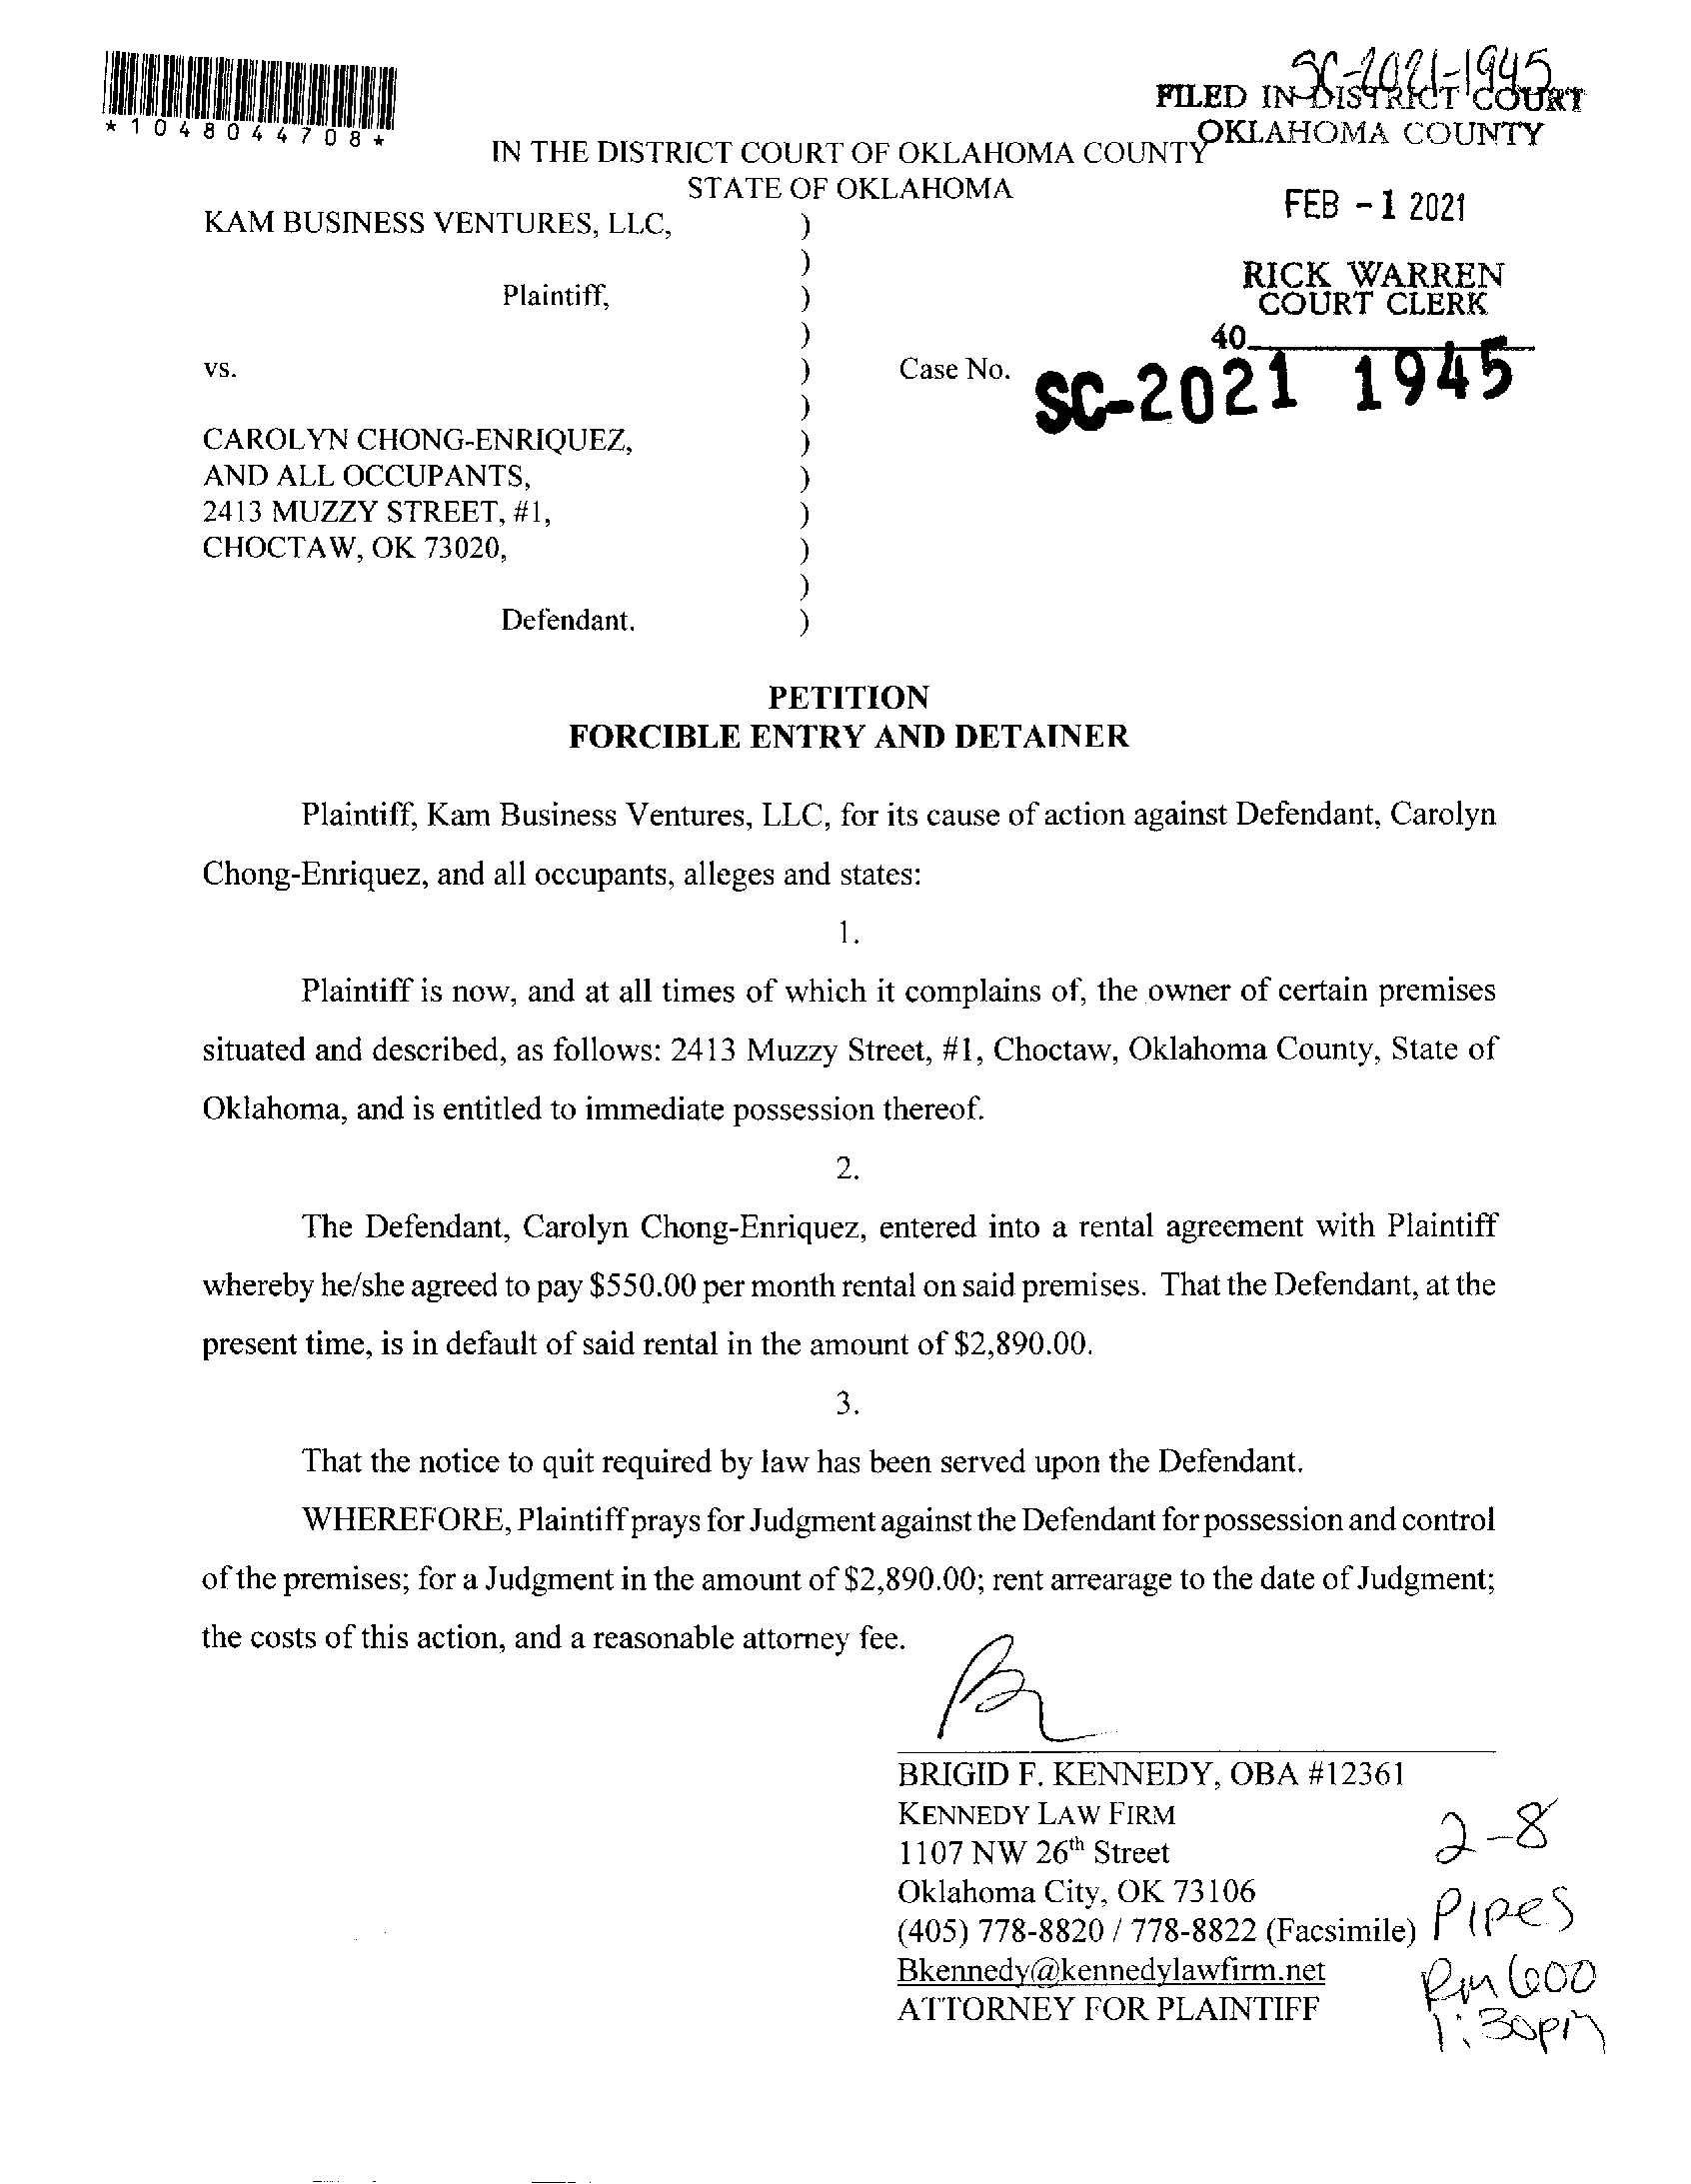 SC-2021-1945
FILED IN DISTRICT COURT
OKLAHOMA COUNTY
*1048044708*
IN THE DISTRICT COURT OF OKLAHOMA COUNTY
STATE OF OKLAHOMA
FEB -1 2021
KAM BUSINESS VENTURES, LLC, )
)
RICK WARREN
COURT CLERK
Plaintiff, )
)
40
vs. ) Case No. SC-2021 1945
)
CAROLYN CHONG-ENRIQUEZ, )
AND ALL OCCUPANTS, )
2413 MUZZY STREET, #1, )
CHOCTAW, OK 73020, )
)
Defendant. )
PETITION
FORCIBLE ENTRY AND DETAINER
Plaintiff, Kam Business Ventures, LLC, for its cause of action against Defendant, Carolyn
Chong-Enriquez, and all occupants, alleges and states:
1.
Plaintiff is now, and at all times of which it complains of, the owner of certain premises
situated and described, as follows: 2413 Muzzy Street, #1, Choctaw, Oklahoma County, State of
Oklahoma, and is entitled to immediate possession thereof.
2.
The Defendant, Carolyn Chong-Enriquez, entered into a rental agreement with Plaintiff
whereby he/she agreed to pay $550.00 per month rental on said premises. That the Defendant, at the
present time, is in default of said rental in the amount of $2,890.00.
3.
That the notice to quit required by law has been served upon the Defendant.
WHEREFORE, Plaintiff prays for Judgment against the Defendant for possession and control
of the premises; for a Judgment in the amount of $2,890.00; rent arrearage to the date of Judgment;
the costs of this action, and a reasonable attorney fee.
BRIGID F. KENNEDY, OBA #12361
KENNEDY LAW FIRM
1107 NW 26th Street
Oklahoma City, OK 73106
(405) 778-8820 / 778-8822 (Facsimile)
Bkennedy@kennedylawfirm.net
ATTORNEY FOR PLAINTIFF
2-8
Pipes
Rm 600
1:30pm